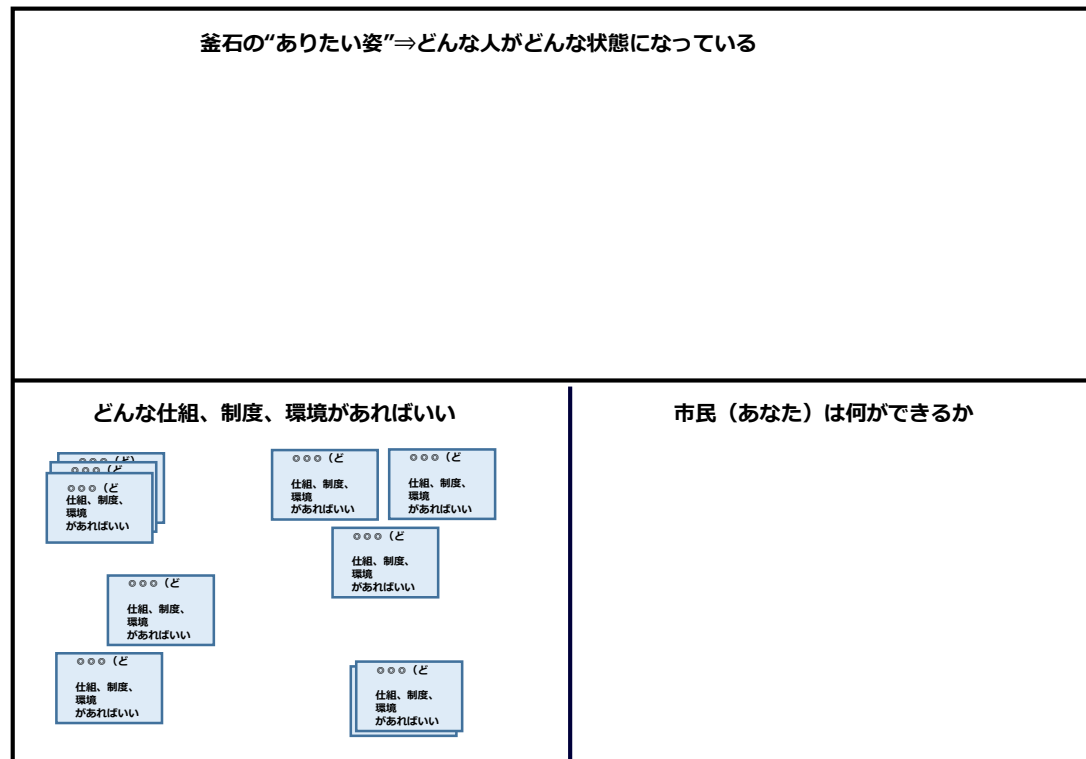 釜石の“ありたい姿”⇒どんな人がどんな状態になっている
どんな仕組、制度、環境があればいい
◎◎◎（ど
仕組、制度、
環境
があればいい
◎◎◎（ど
仕組、制度、
環境
があればいい
◎◎◎（ど
仕組、制度、
環境
があればいい
◎◎◎（ど
仕組、制度、
環境
があればいい
◎◎◎（ど
仕組、制度、
環境
があればいい
◎◎◎（ど
仕組、制度、
環境
があればいい
◎◎◎（ど
仕組、制度、
環境
があればいい
市民（あなた）は何ができるか